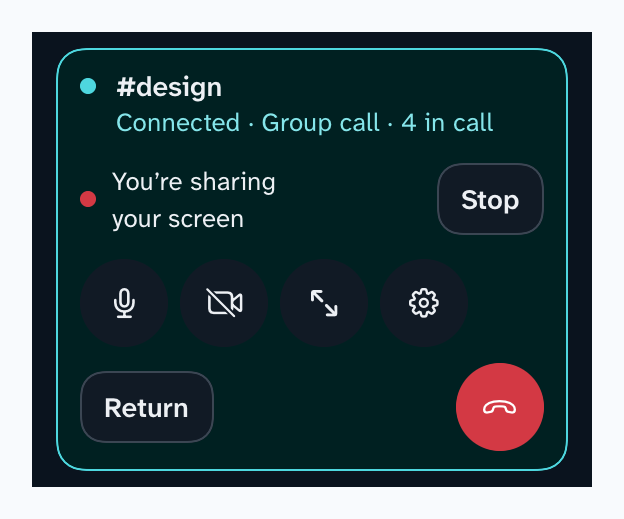 #design
Connected · Group call · 4 in call
You’re sharing
your screen
Stop
Return